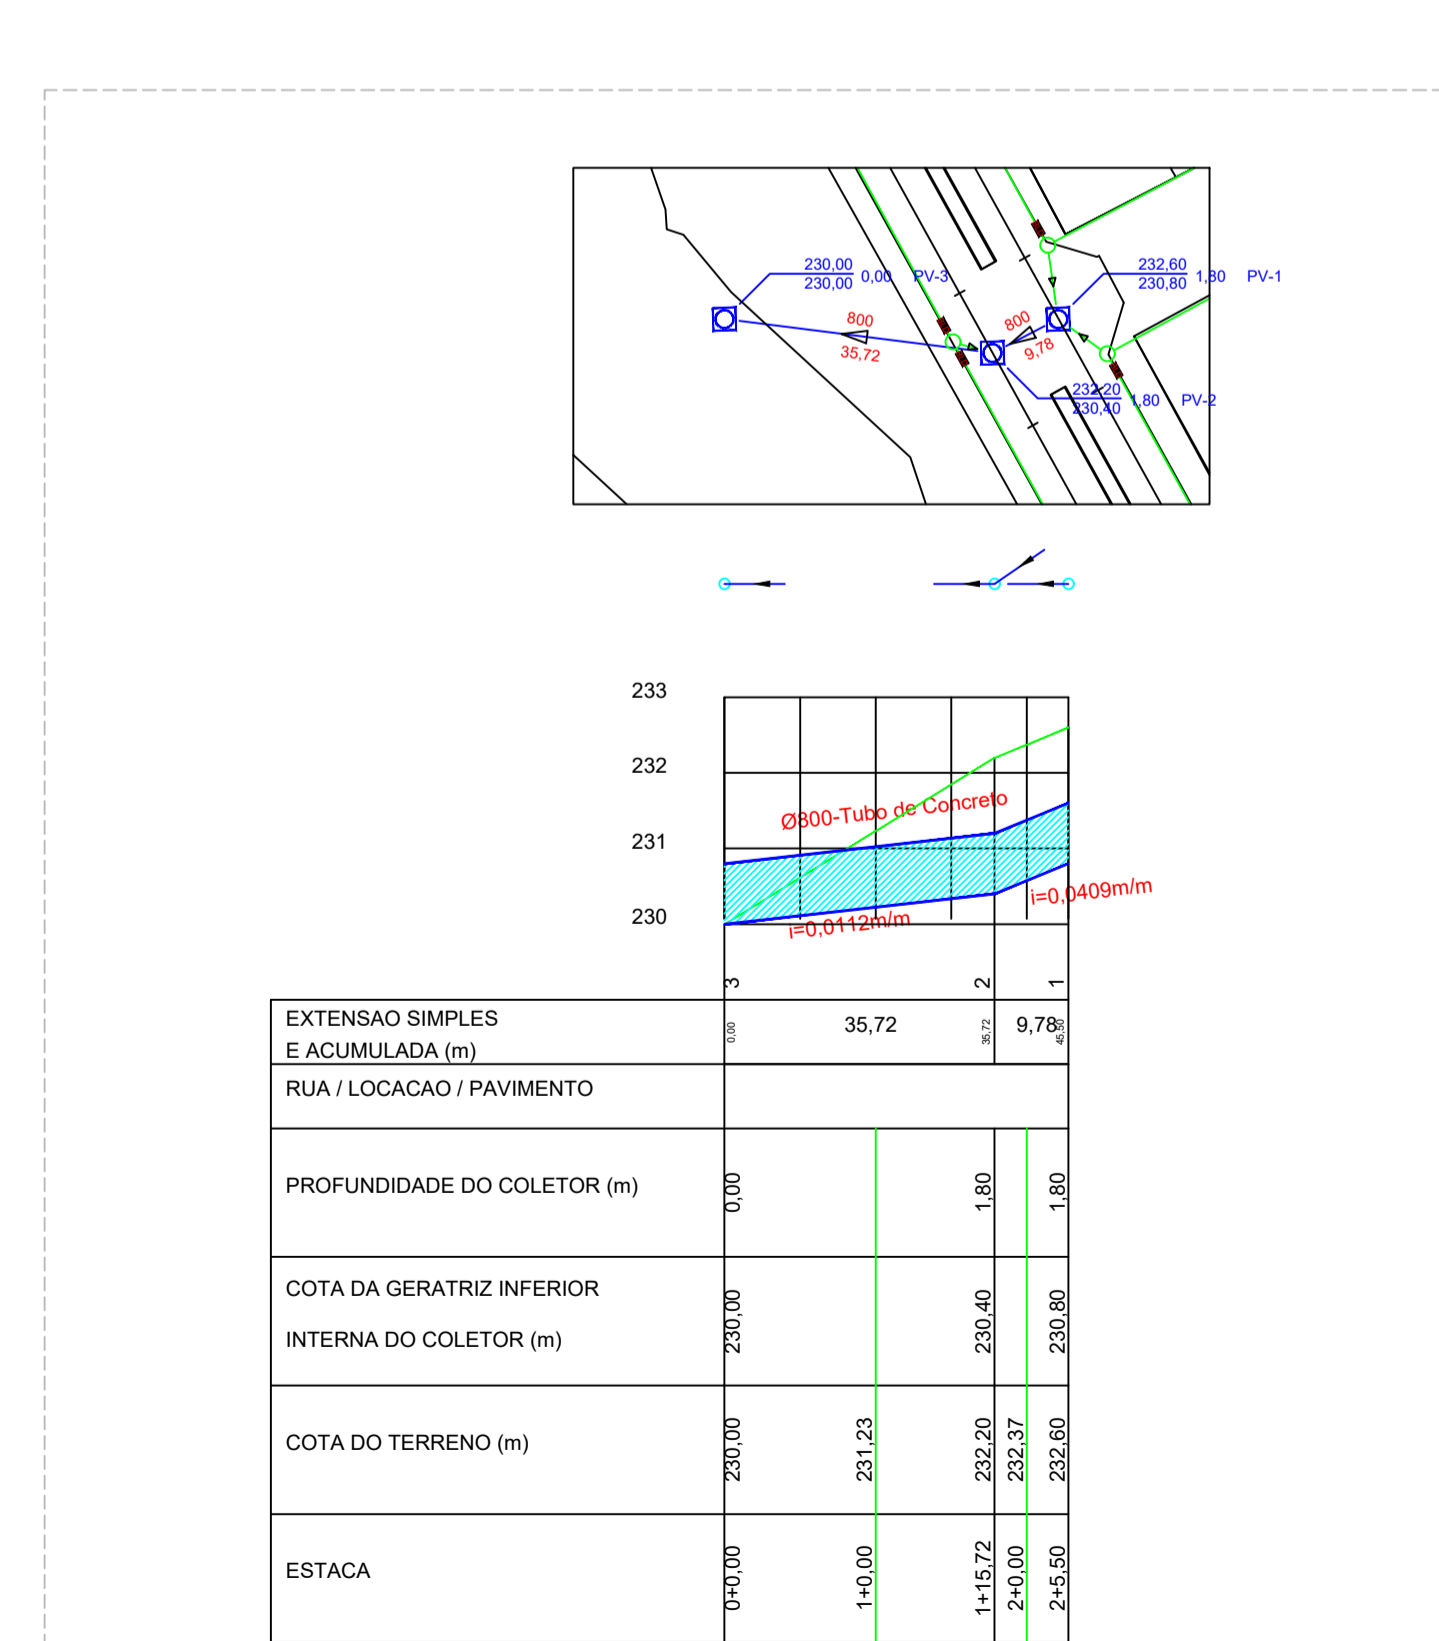 230,00
230,00 0,00 PV-3
232,60
230,80 1,80 PV-1
800
35,72
800
9,78
232,20
230,40 1,80 PV-2
233
232
231
230
Ø800-Tubo de Concreto
i=0,0112m/m
i=0,0409m/m
3 2 1
EXTENSAO SIMPLES
E ACUMULADA (m)
0,00 35,72 35,72 9,78 45,50
RUA / LOCACAO / PAVIMENTO
PROFUNDIDADE DO COLETOR (m)
0,00 1,80 1,80
COTA DA GERATRIZ INFERIOR
INTERNA DO COLETOR (m)
230,00 230,40 230,80
COTA DO TERRENO (m)
230,00 231,23 232,20 232,37 232,60
ESTACA
0+0,00 1+0,00 1+15,72 2+0,00 2+5,50